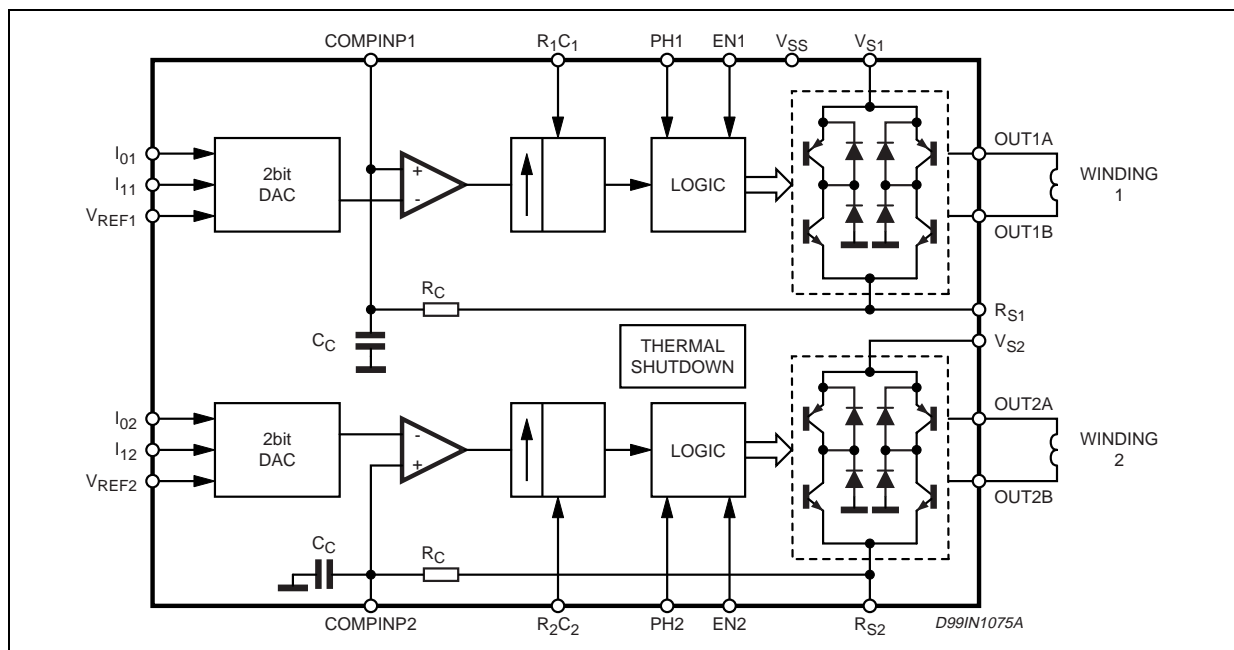 COMPINP1
R1C1
PH1
EN1
VSS
VS1
I01
I11
VREF1
2bit
DAC
+
-
LOGIC
OUT1A
OUT1B
WINDING
1
RC
CC
RS1
VS2
THERMAL
SHUTDOWN
I02
I12
VREF2
2bit
DAC
-
+
LOGIC
OUT2A
OUT2B
WINDING
2
CC
RC
COMPINP2
R2C2
PH2
EN2
RS2
D99IN1075A